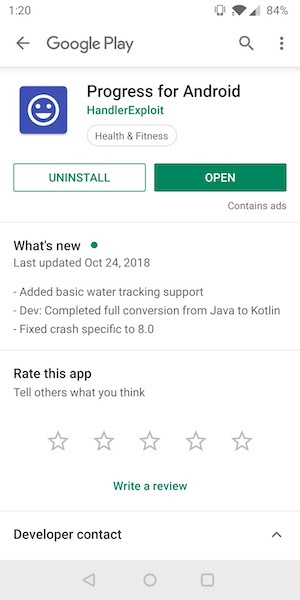 1:20
84%
Google Play
Progress for Android
HandlerExploit
Health & Fitness
UNINSTALL
OPEN
Contains ads
What's new
Last updated Oct 24, 2018
- Added basic water tracking support
- Dev: Completed full conversion from Java to Kotlin
- Fixed crash specific to 8.0
Rate this app
Tell others what you think
Write a review
Developer contact